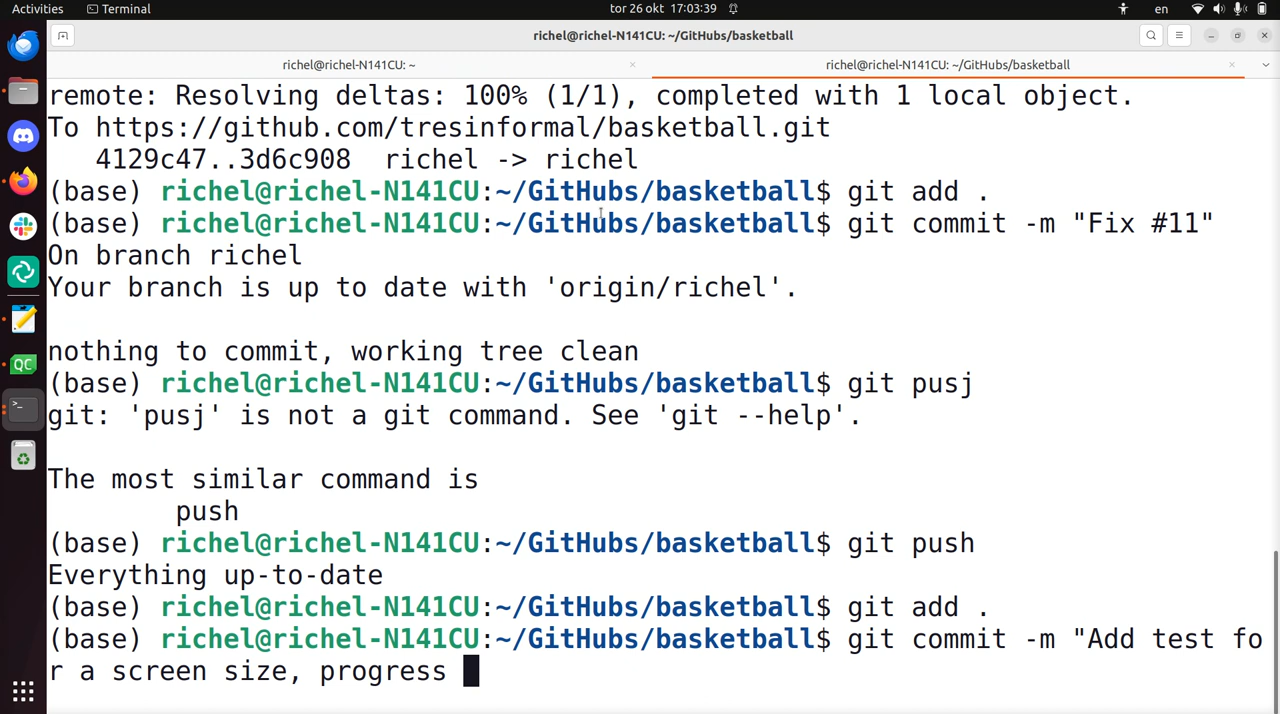 Activities Terminal tor 26 okt 17:03:39 en
richel@richel-N141CU: ~/GitHubs/basketball
richel@richel-N141CU: ~ richel@richel-N141CU: ~/GitHubs/basketball
remote: Resolving deltas: 100% (1/1), completed with 1 local object.
To https://github.com/tresinformal/basketball.git
4129c47..3d6c908 richel -> richel
(base) richel@richel-N141CU:~/GitHubs/basketball$ git add .
(base) richel@richel-N141CU:~/GitHubs/basketball$ git commit -m "Fix #11"
On branch richel
Your branch is up to date with 'origin/richel'.
nothing to commit, working tree clean
(base) richel@richel-N141CU:~/GitHubs/basketball$ git pusj
git: 'pusj' is not a git command. See 'git --help'.
The most similar command is
push
(base) richel@richel-N141CU:~/GitHubs/basketball$ git push
Everything up-to-date
(base) richel@richel-N141CU:~/GitHubs/basketball$ git add .
(base) richel@richel-N141CU:~/GitHubs/basketball$ git commit -m "Add test fo
r a screen size, progress
QC